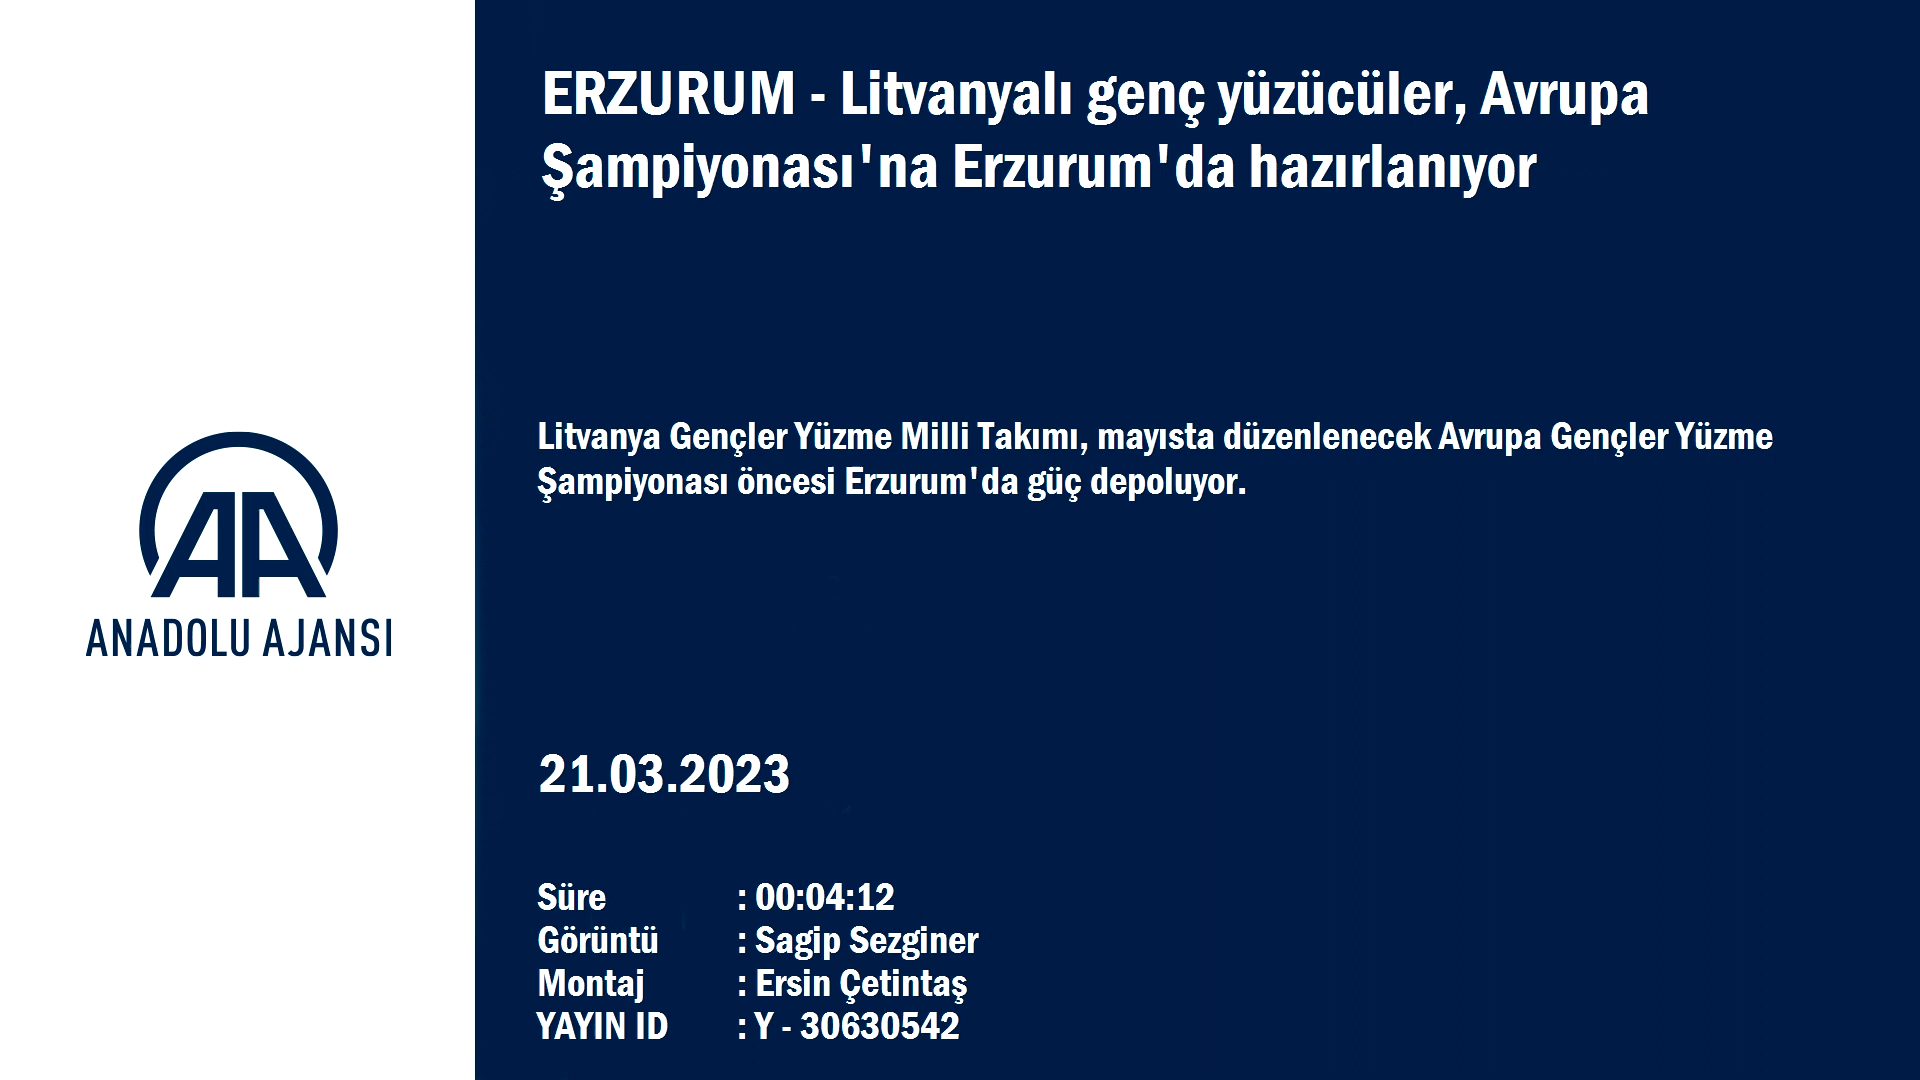 ERZURUM - Litvanyalı genç yüzücüler, Avrupa
Şampiyonası'na Erzurum'da hazırlanıyor
Litvanya Gençler Yüzme Milli Takımı, mayısta düzenlenecek Avrupa Gençler Yüzme
Şampiyonası öncesi Erzurum'da güç depoluyor.
AA
ANADOLU AJANSI
21.03.2023
Süre : 00:04:12
Görüntü : Sagip Sezginer
Montaj : Ersin Çetintaş
YAYIN ID : Y - 30630542